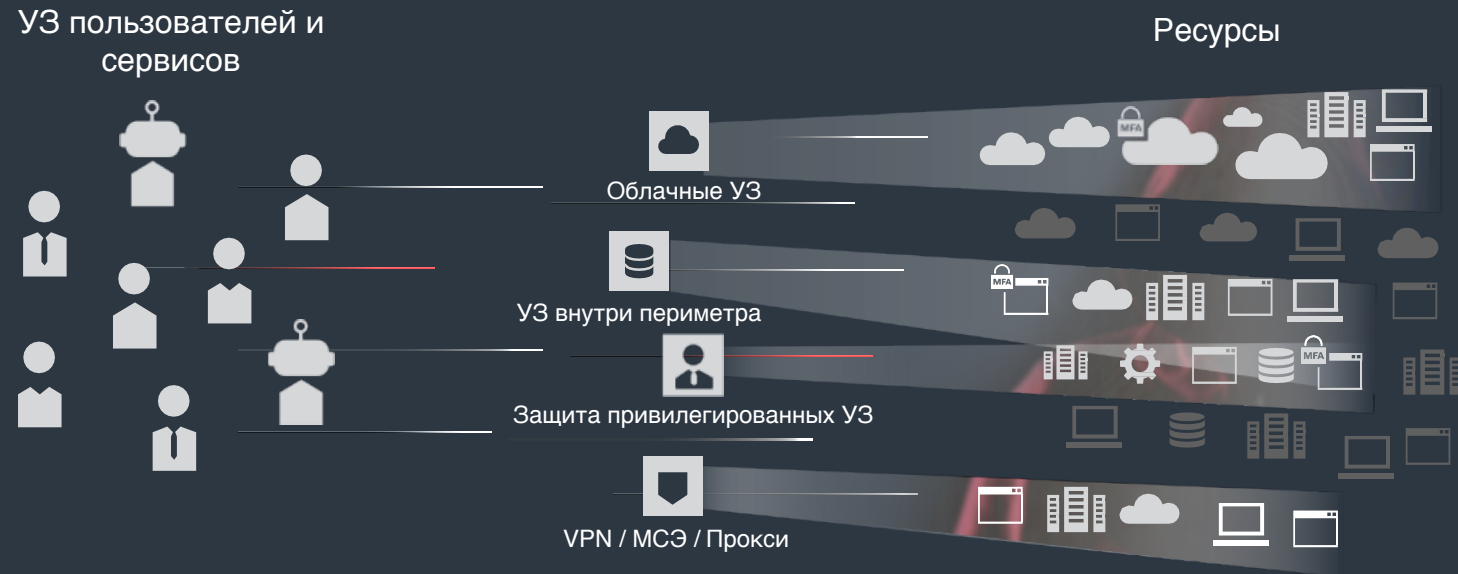 УЗ пользователей и
сервисов
Ресурсы
MFA
Облачные УЗ
MFA
УЗ внутри периметра
MFA
Защита привилегированных УЗ
VPN / МСЭ / Прокси